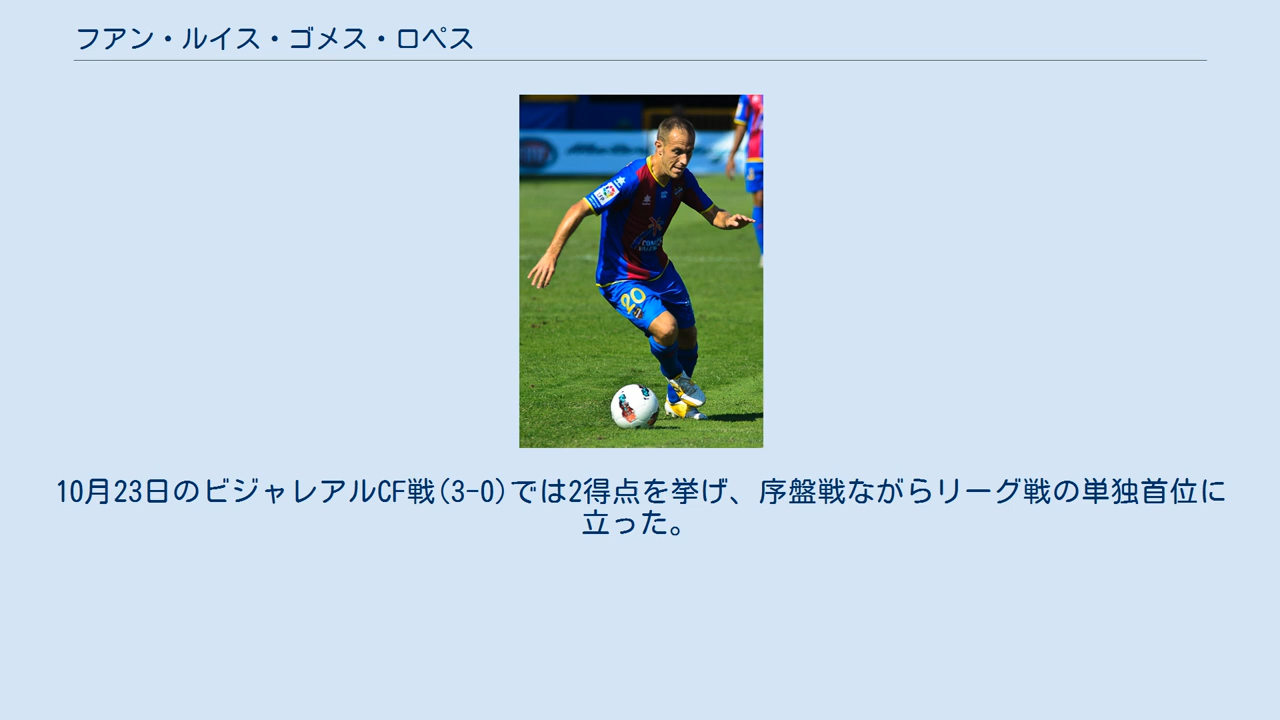 フアン・ルイス・ゴメス・ロペス
20
10月23日のビジャレアルCF戦(3-0)では2得点を挙げ、序盤戦ながらリーグ戦の単独首位に
立った。